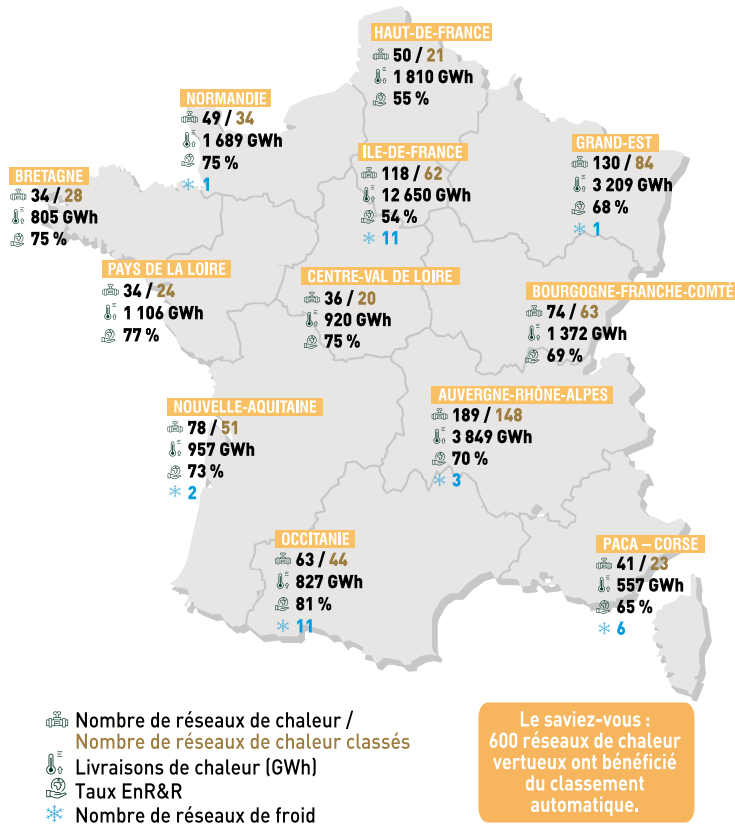 HAUT-DE-FRANCE
50 / 21
1 810 GWh
55 %
NORMANDIE
49 / 34
1 689 GWh
75 %
1
ILE-DE-FRANCE
118 / 62
12 650 GWh
54 %
11
GRAND-EST
130 / 84
3 209 GWh
68 %
1
BRETAGNE
34 / 28
805 GWh
75 %
PAYS DE LA LOIRE
34 / 24
1 106 GWh
77 %
CENTRE-VAL DE LOIRE
36 / 20
920 GWh
75 %
BOURGOGNE-FRANCHE-COMTÉ
74 / 63
1 372 GWh
69 %
NOUVELLE-AQUITAINE
78 / 51
957 GWh
73 %
2
AUVERGNE-RHÔNE-ALPES
189 / 148
3 849 GWh
70 %
3
OCCITANIE
63 / 44
827 GWh
81 %
11
PACA – CORSE
41 / 23
557 GWh
65 %
6
Nombre de réseaux de chaleur /
Nombre de réseaux de chaleur classés
Livraisons de chaleur (GWh)
Taux EnR&R
Nombre de réseaux de froid
Le saviez-vous :
600 réseaux de chaleur
vertueux ont bénéficié
du classement
automatique.